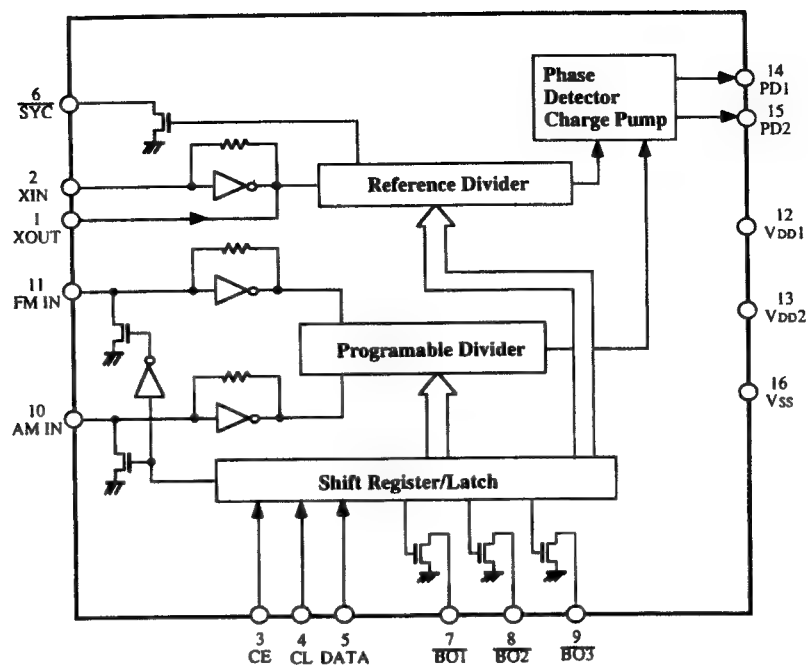 14
PD1
15
PD2
Phase
Detector
Charge Pump
6
SYC
2
XIN
Reference Divider
1
XOUT
12
VDD1
11
FM IN
13
VDD2
Programable Divider
16
VSS
10
AM IN
Shift Register/Latch
3
CE
4
CL
5
DATA
7
BO1
8
BO2
9
BO3